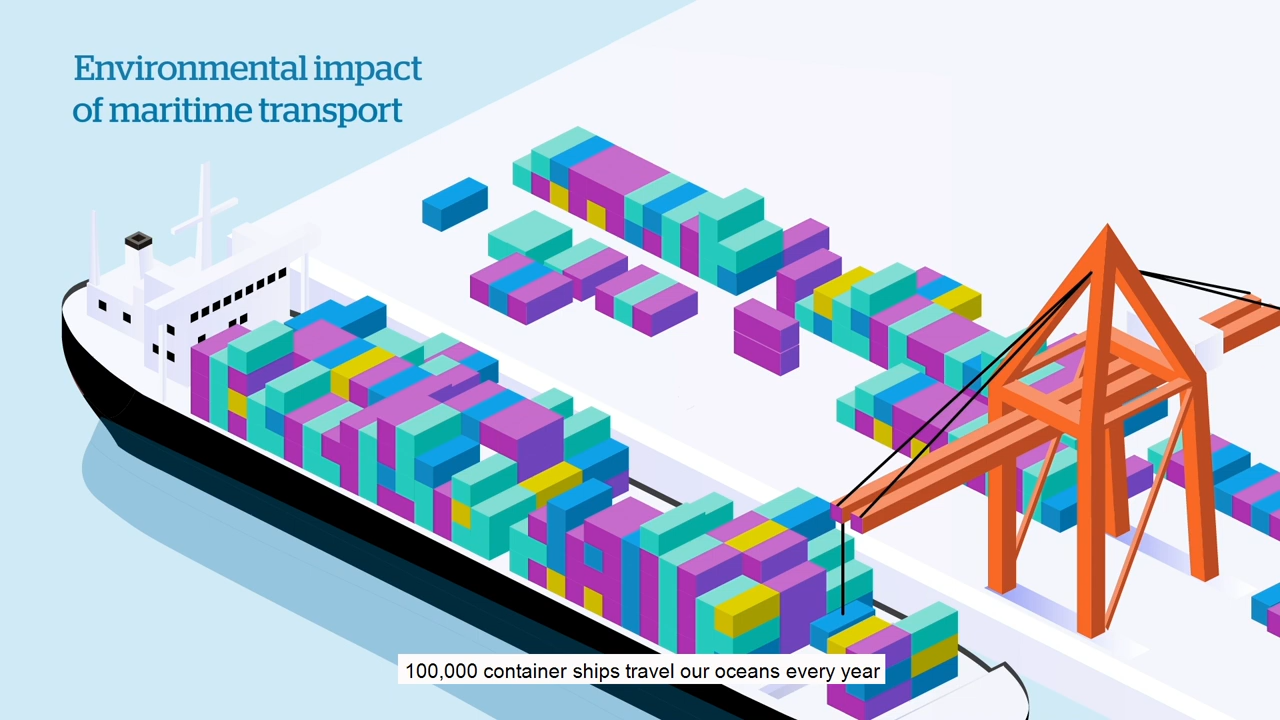 Environmental impact
of maritime transport
100,000 container ships travel our oceans every year